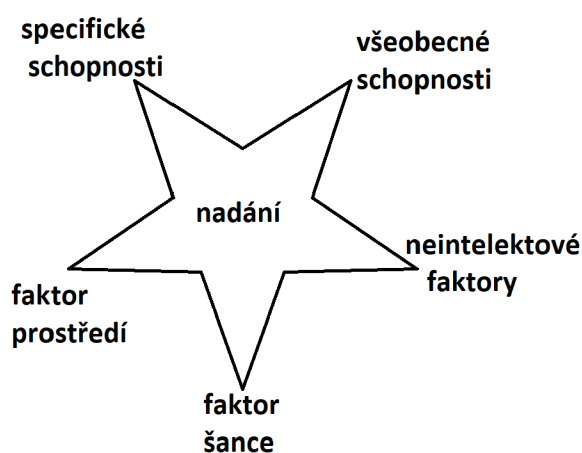 specifické
schopnosti
všeobecné
schopnosti
nadání
neintelektové
faktory
faktor
prostředí
faktor
šance